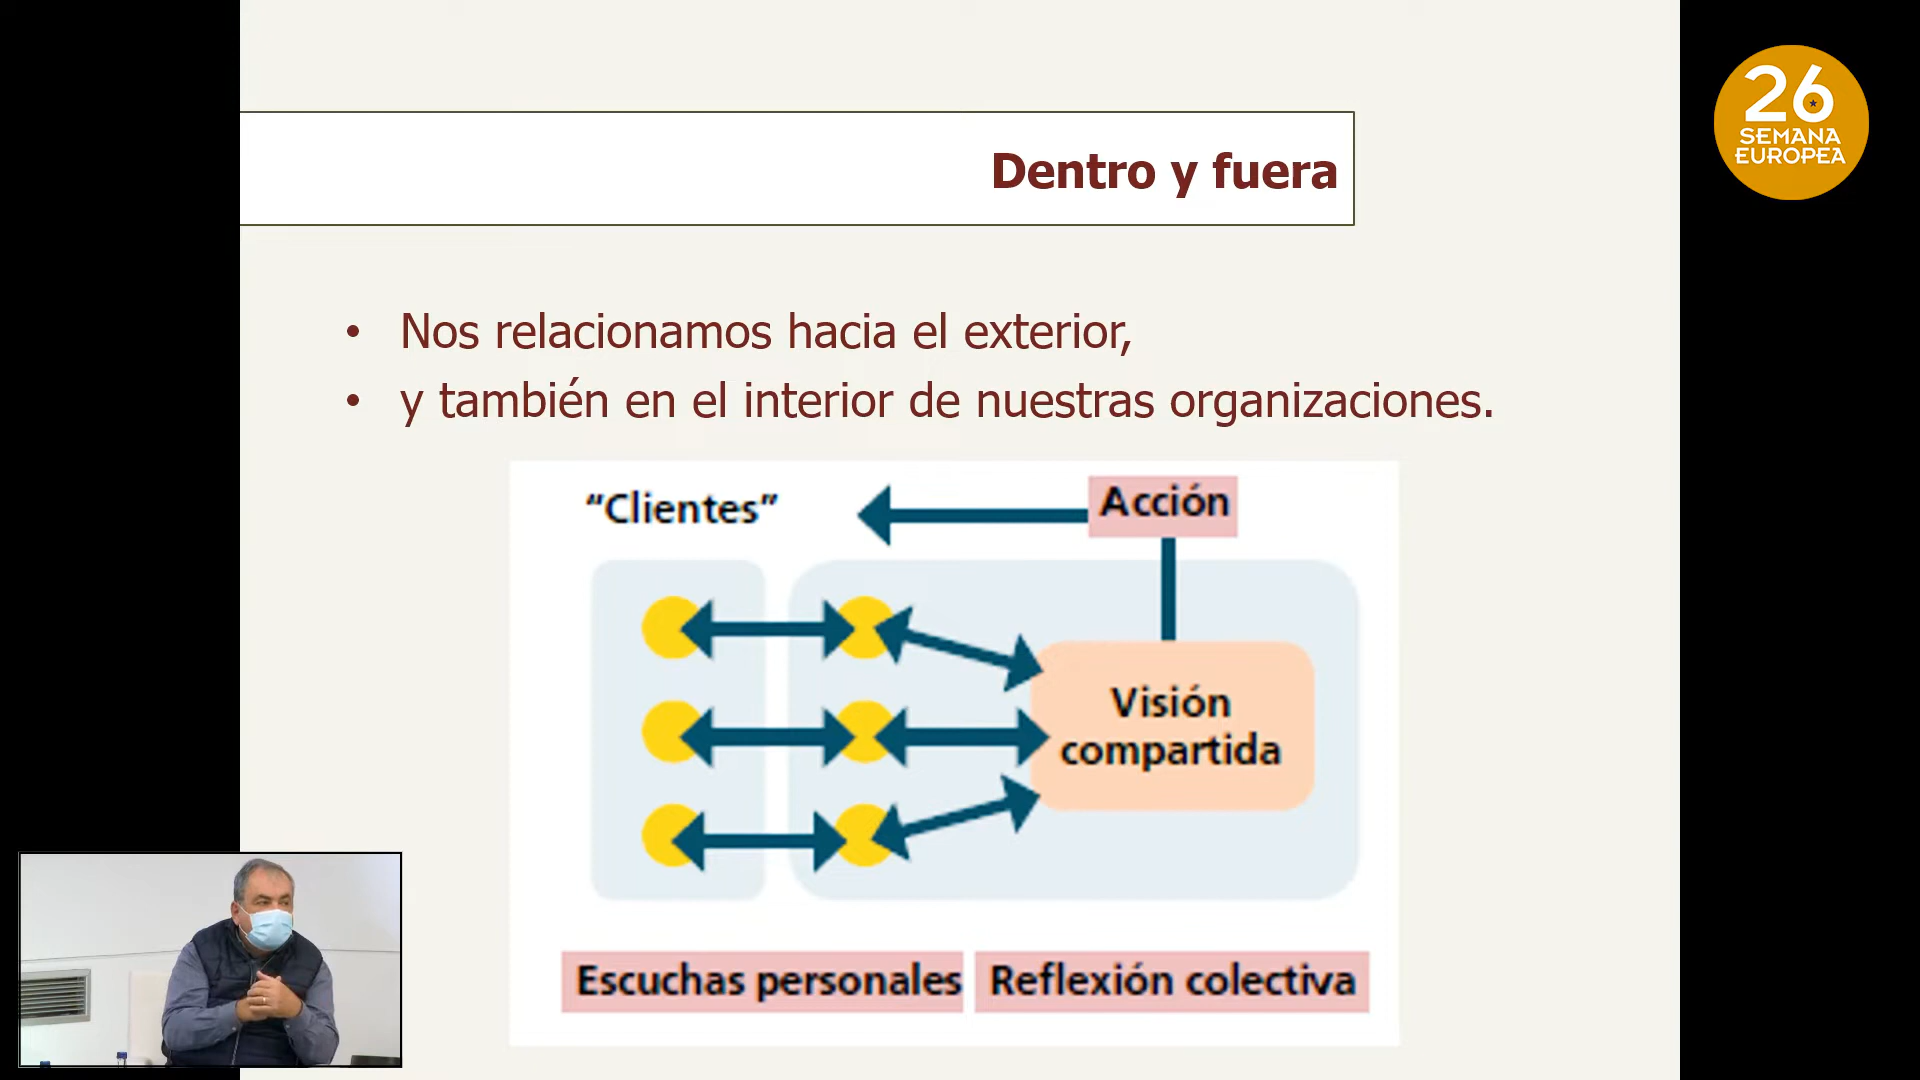 26
SEMANA
EUROPEA
Dentro y fuera
• Nos relacionamos hacia el exterior,
• y también en el interior de nuestras organizaciones.
“Clientes”
Acción
Visión
compartida
Escuchas personales
Reflexión colectiva